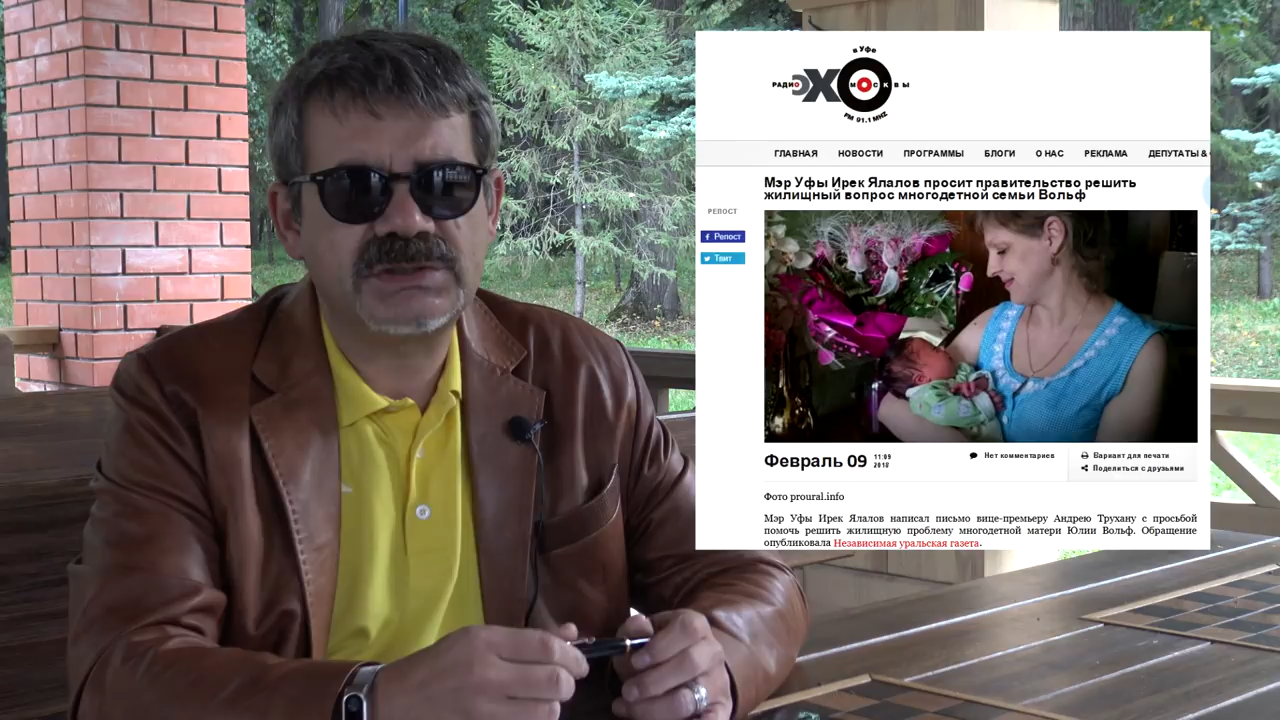 в Уфе
РАДИО ЭХО МОСКВЫ
FM 91.1 MHZ
ГЛАВНАЯ НОВОСТИ ПРОГРАММЫ БЛОГИ О НАС РЕКЛАМА ДЕПУТАТЫ &
Мэр Уфы Ирек Ялалов просит правительство решить
жилищный вопрос многодетной семьи Вольф
РЕПОСТ
Репост
Твит
Февраль 09 11:09
2018
Нет комментариев
Вариант для печати
Поделиться с друзьями
Фото proural.info
Мэр Уфы Ирек Ялалов написал письмо вице-премьеру Андрею Трухану с просьбой
помочь решить жилищную проблему многодетной матери Юлии Вольф. Обращение
опубликовала Независимая уральская газета.